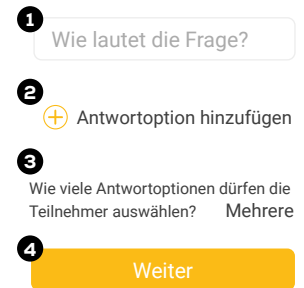 1
Wie lautet die Frage?
2
Antwortoption hinzufügen
3
Wie viele Antwortoptionen dürfen die
Teilnehmer auswählen? Mehrere
4
Weiter